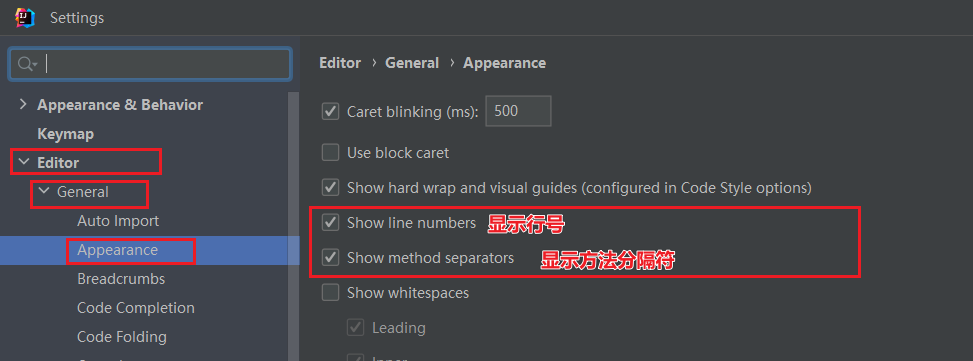 Settings
Appearance & Behavior
Keymap
Editor
General
Auto Import
Appearance
Breadcrumbs
Code Completion
Code Folding
Editor › General › Appearance
Caret blinking (ms): 500
Use block caret
Show hard wrap and visual guides (configured in Code Style options)
Show line numbers 显示行号
Show method separators 显示方法分隔符
Show whitespaces
Leading